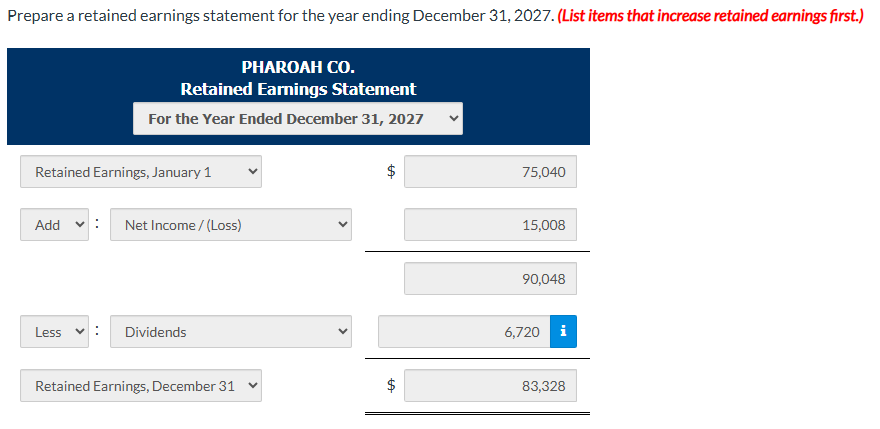 Prepare a retained earnings statement for the year ending December 31, 2027. (List items that increase retained earnings first.)
PHAROAH CO.
Retained Earnings Statement
For the Year Ended December 31, 2027
Retained Earnings, January 1 $ 75,040
Add : Net Income / (Loss) 15,008
90,048
Less : Dividends 6,720 i
Retained Earnings, December 31 $ 83,328